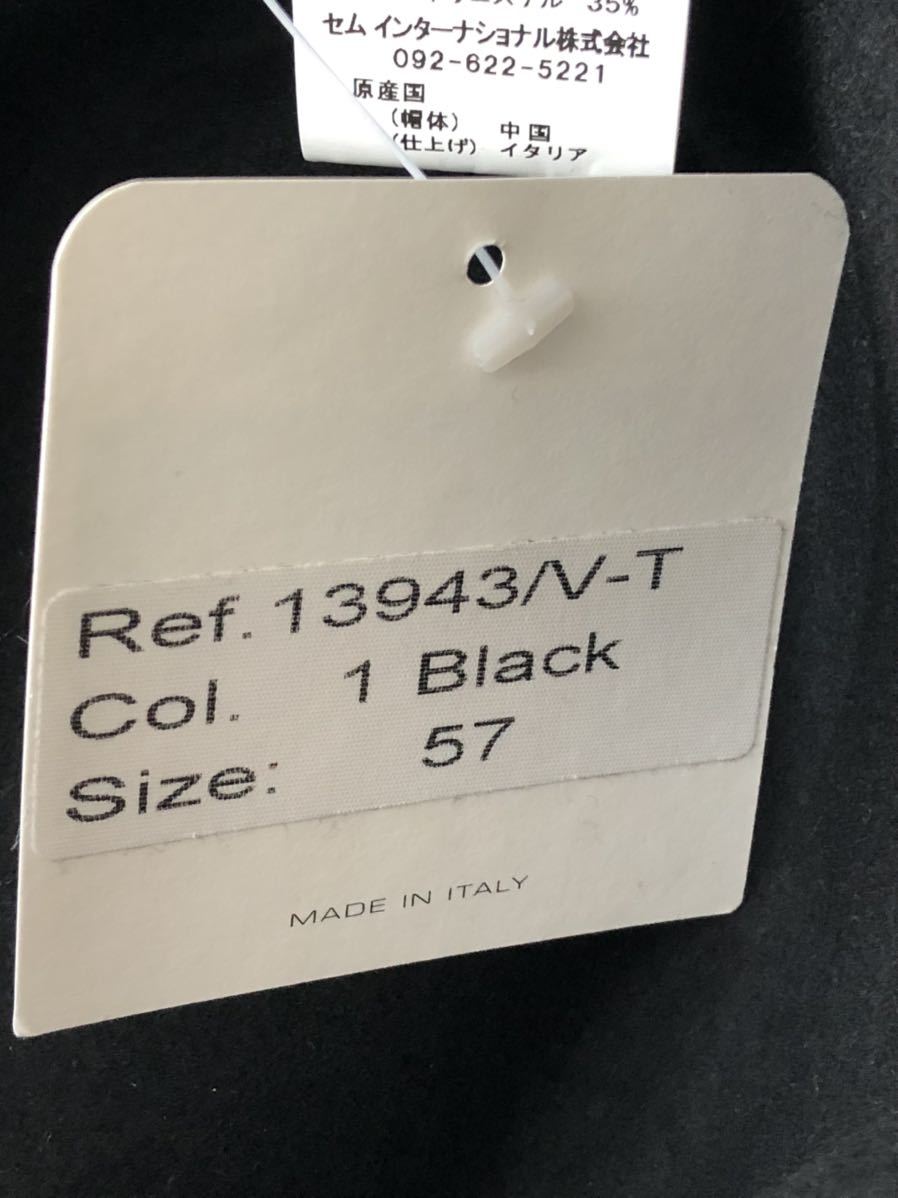 35%
セム インターナショナル株式会社
092-622-5221
原産国
(帽体) 中国
(仕上げ) イタリア
Ref.13943/V-T
Col. 1 Black
Size: 57
MADE IN ITALY